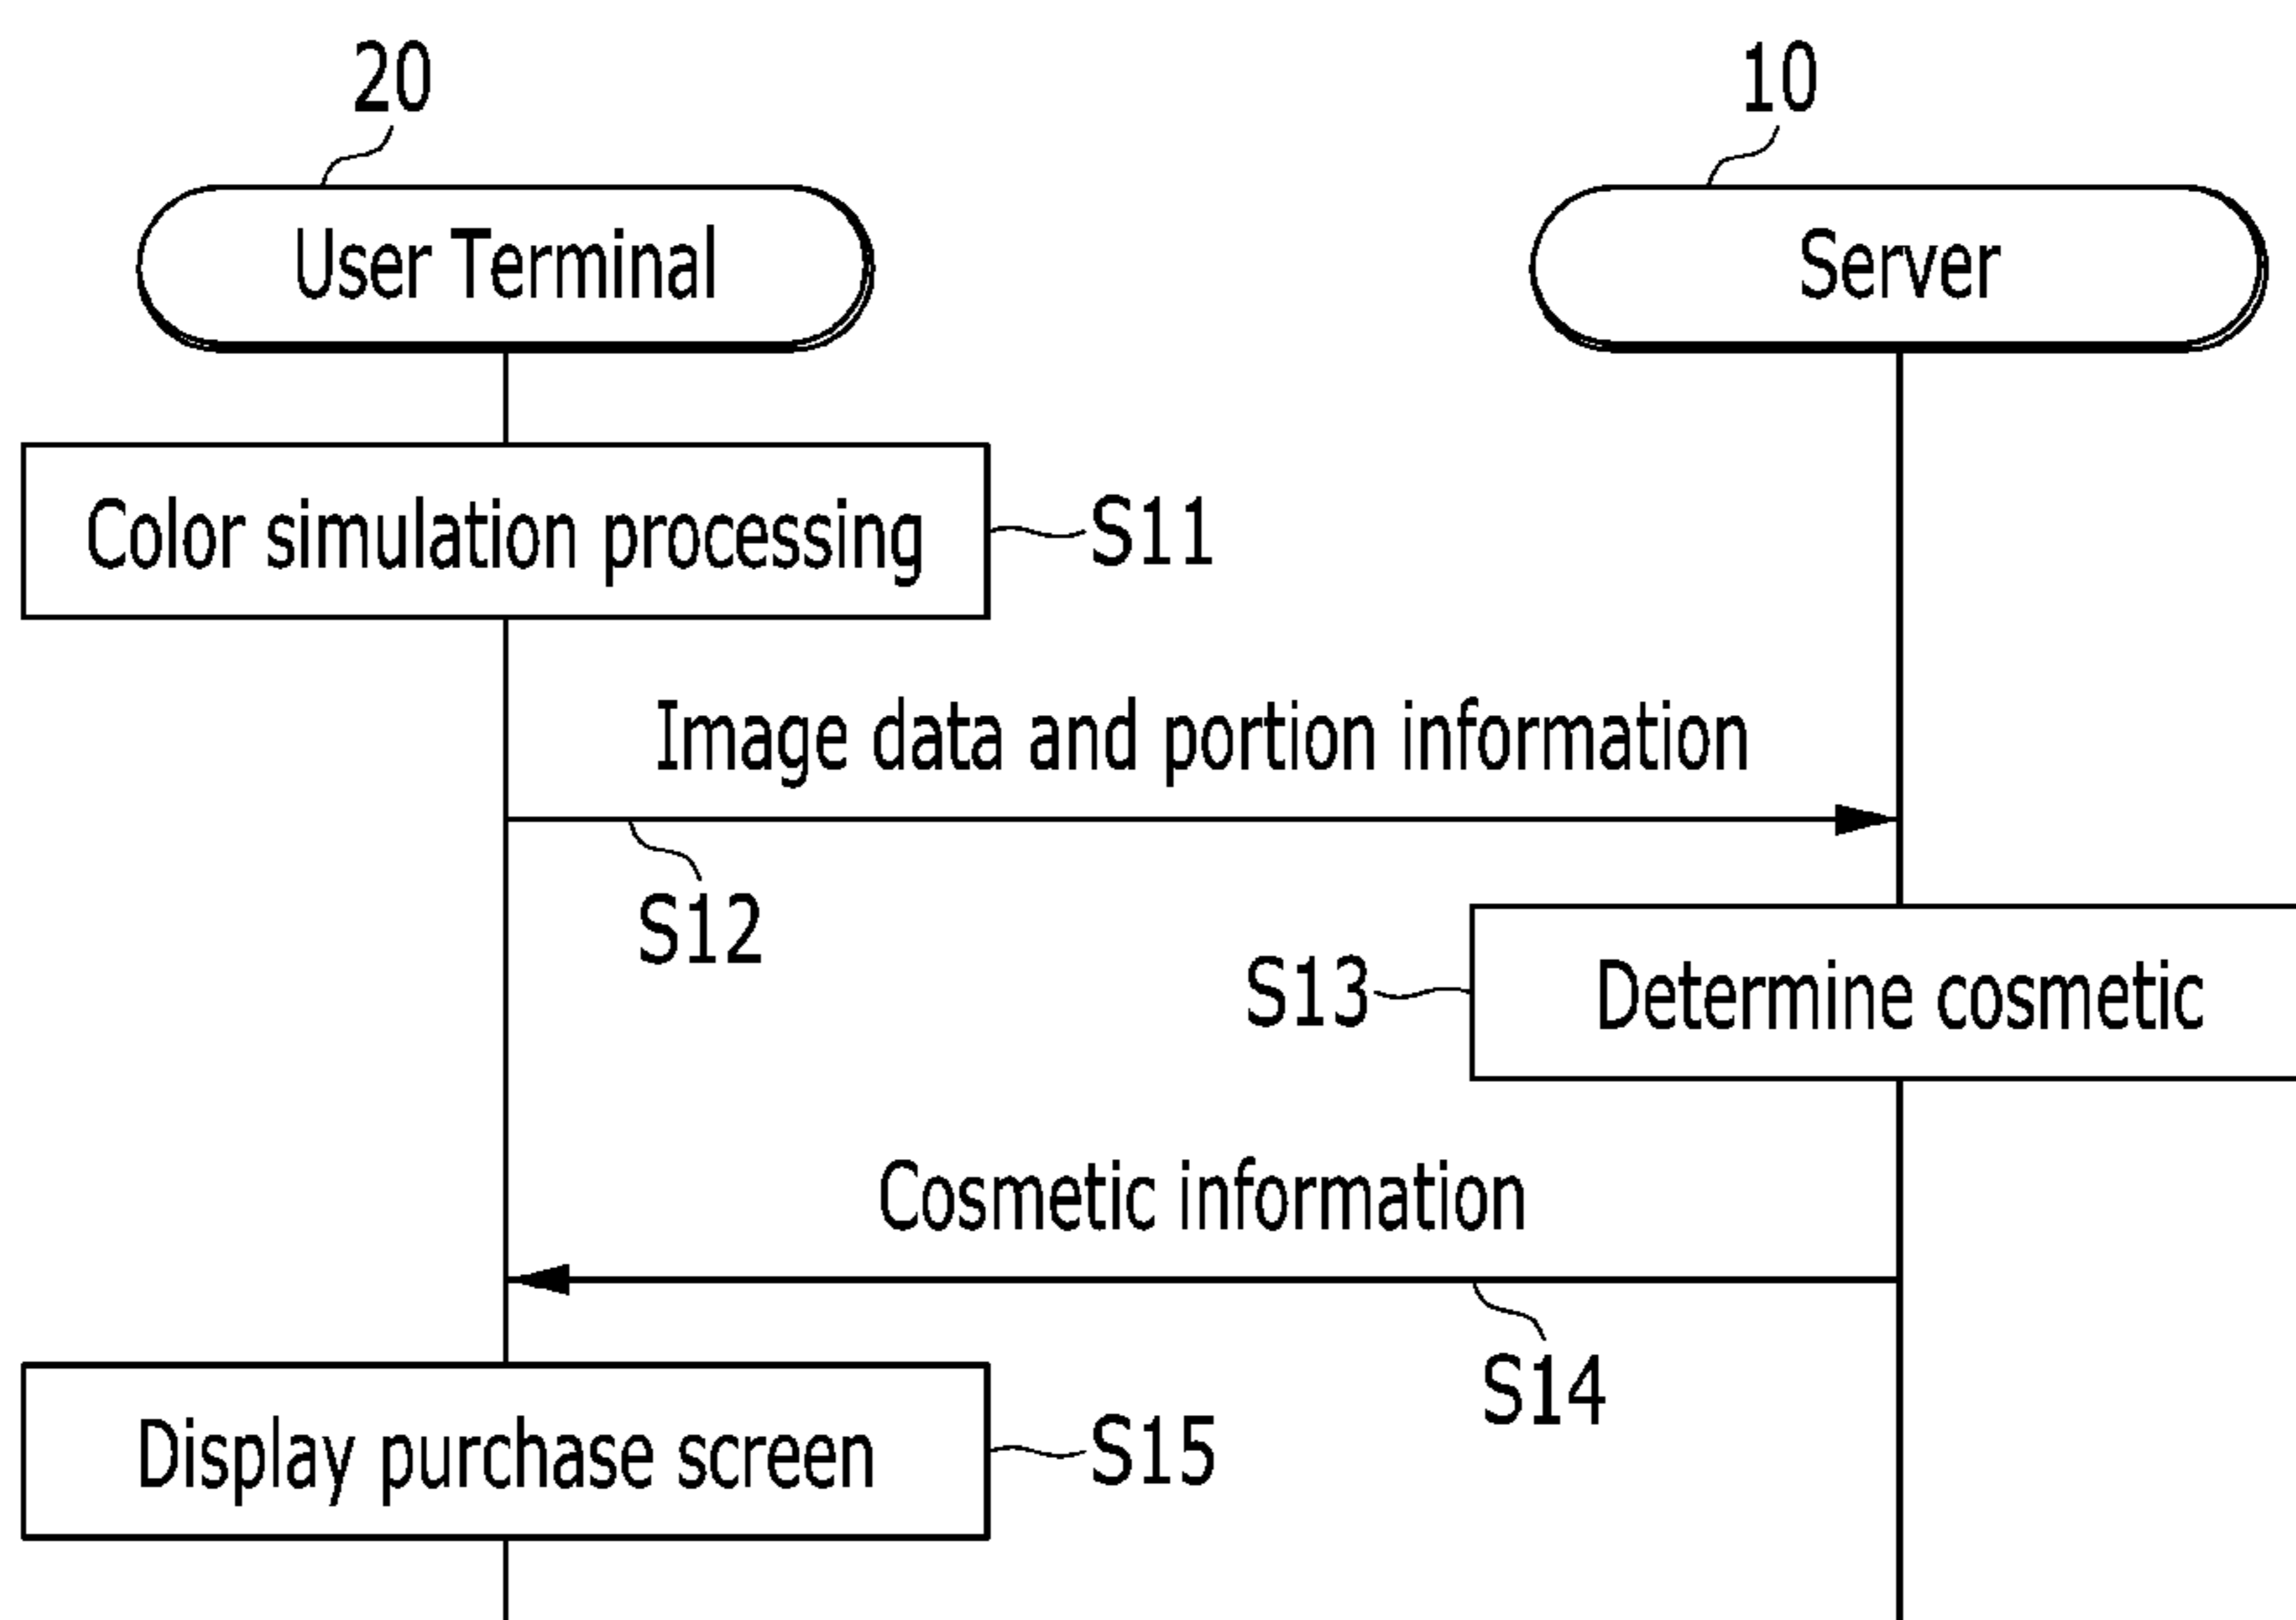 20
10
User Terminal
Server
Color simulation processing
S11
Image data and portion information
S12
S13
Determine cosmetic
Cosmetic information
S14
Display purchase screen
S15